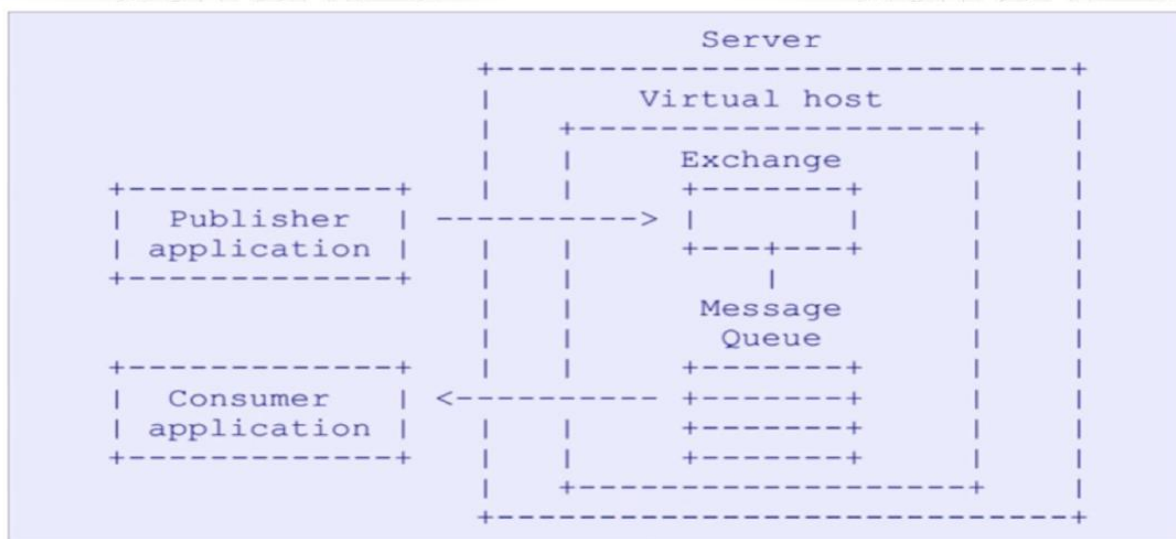 Server
Virtual host
Exchange
Publisher
application
Message
Queue
Consumer
application